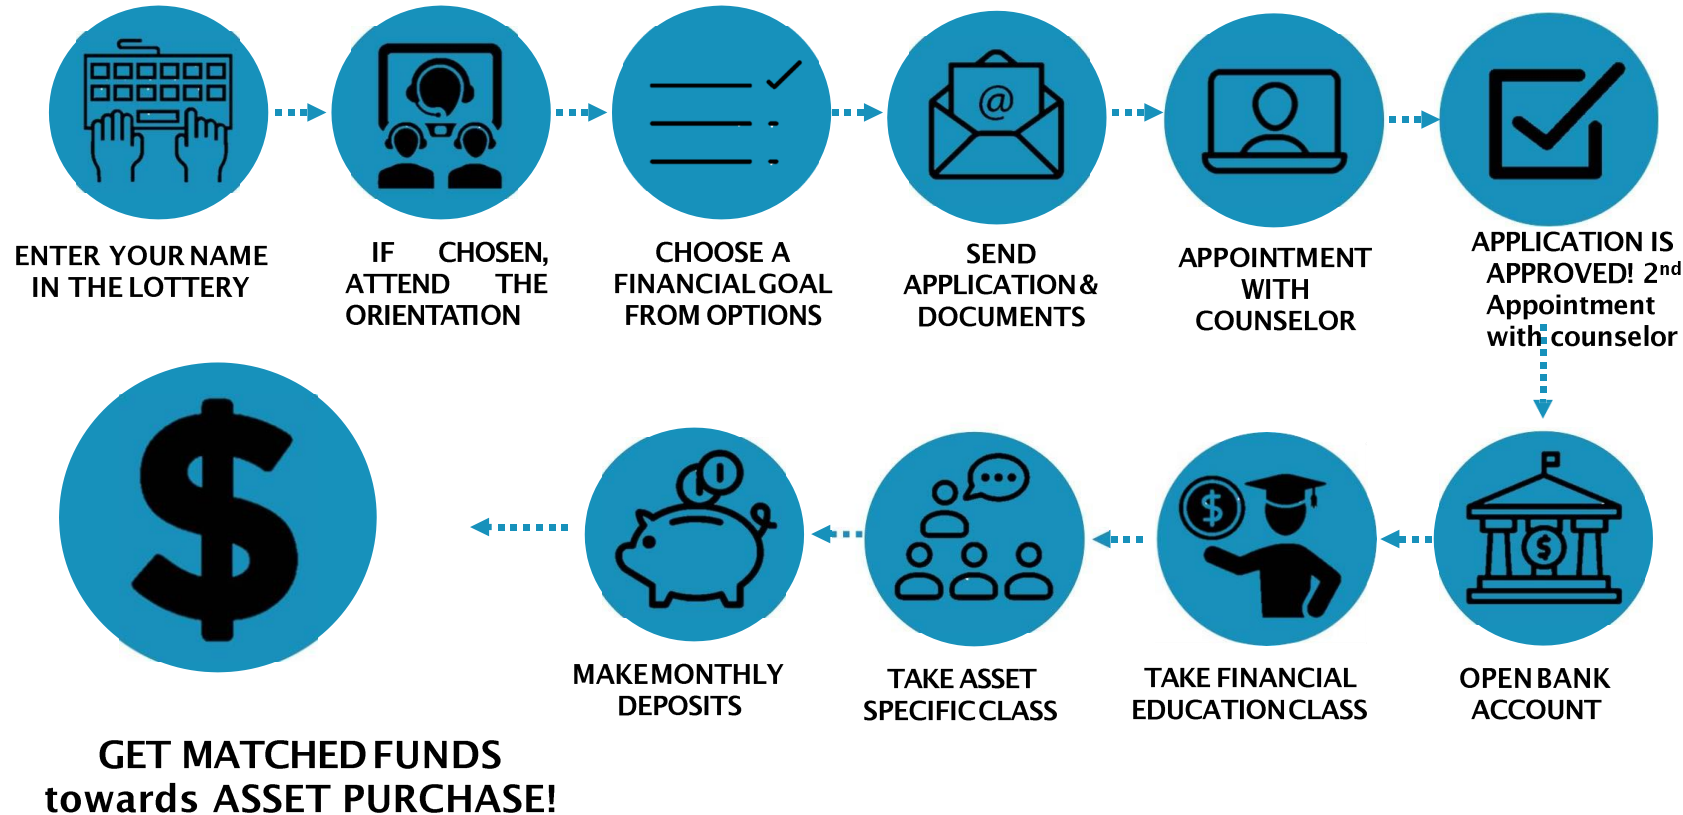 ENTER YOUR NAME
IN THE LOTTERY
IF CHOSEN,
ATTEND THE
ORIENTATION
CHOOSE A
FINANCIAL GOAL
FROM OPTIONS
@
SEND
APPLICATION &
DOCUMENTS
APPOINTMENT
WITH
COUNSELOR
APPLICATION IS
APPROVED! 2nd
Appointment
with counselor
$
OPEN BANK
ACCOUNT
$
TAKE FINANCIAL
EDUCATION CLASS
TAKE ASSET
SPECIFIC CLASS
MAKE MONTHLY
DEPOSITS
$
GET MATCHED FUNDS
towards ASSET PURCHASE!